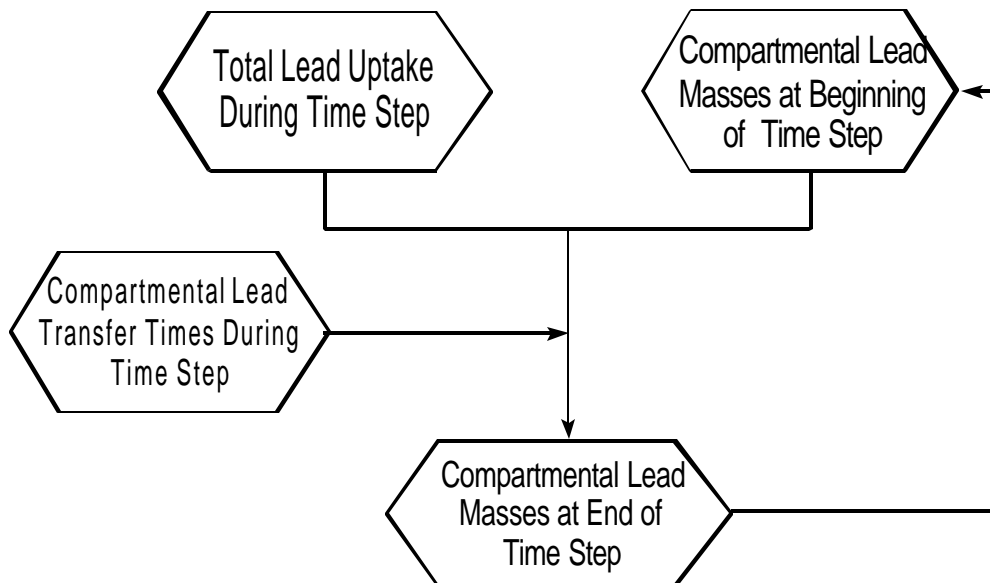 Total Lead Uptake
During Time Step
Compartmental Lead
Masses at Beginning
of Time Step
Compartmental Lead
Transfer Times During
Time Step
Compartmental Lead
Masses at End of
Time Step